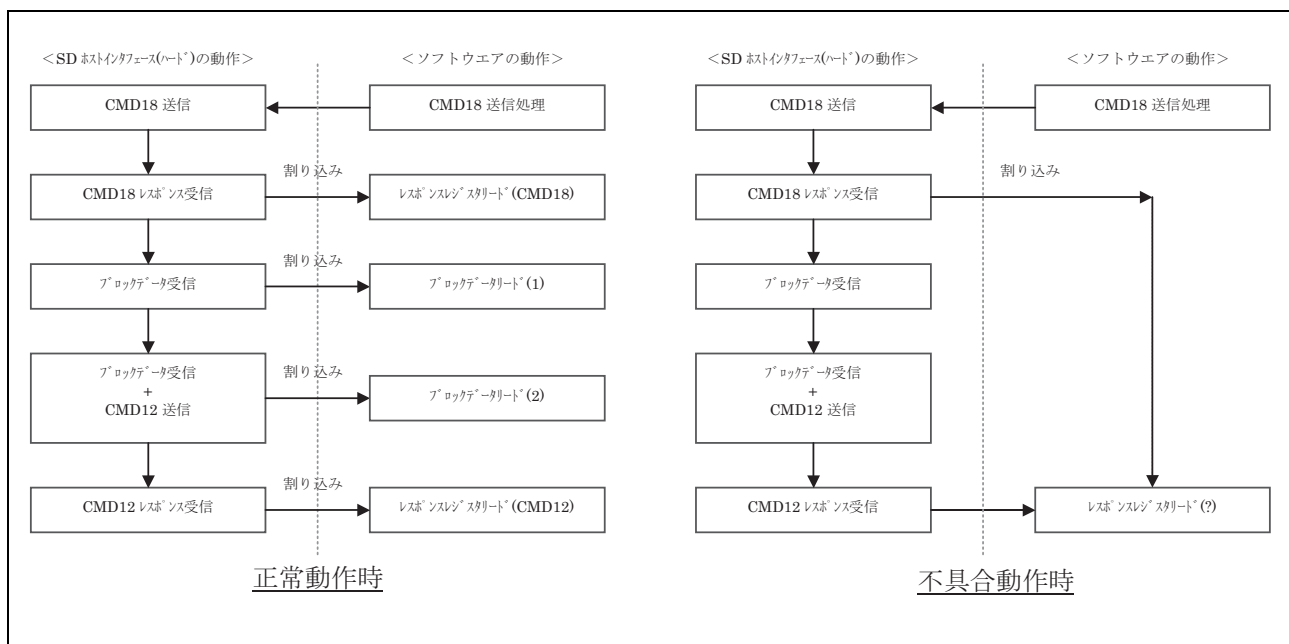 ＜SD ﾎｽﾄｲﾝﾀﾌｪｰｽ(ﾊｰﾄﾞ)の動作＞
＜ソフトウエアの動作＞
CMD18 送信
CMD18 送信処理
割り込み
CMD18 ﾚｽﾎﾟﾝｽ受信
ﾚｽﾎﾟﾝｽﾚｼﾞｽﾀﾘｰﾄﾞ(CMD18)
割り込み
ﾌﾞﾛｯｸﾃﾞｰﾀ受信
ﾌﾞﾛｯｸﾃﾞｰﾀﾘｰﾄﾞ(1)
割り込み
ﾌﾞﾛｯｸﾃﾞｰﾀ受信
+
CMD12 送信
ﾌﾞﾛｯｸﾃﾞｰﾀﾘｰﾄﾞ(2)
割り込み
CMD12 ﾚｽﾎﾟﾝｽ受信
ﾚｽﾎﾟﾝｽﾚｼﾞｽﾀﾘｰﾄﾞ(CMD12)
正常動作時
＜SD ﾎｽﾄｲﾝﾀﾌｪｰｽ(ﾊｰﾄﾞ)の動作＞
＜ソフトウエアの動作＞
CMD18 送信
CMD18 送信処理
割り込み
CMD18 ﾚｽﾎﾟﾝｽ受信
ﾌﾞﾛｯｸﾃﾞｰﾀ受信
ﾌﾞﾛｯｸﾃﾞｰﾀ受信
+
CMD12 送信
CMD12 ﾚｽﾎﾟﾝｽ受信
ﾚｽﾎﾟﾝｽﾚｼﾞｽﾀﾘｰﾄﾞ(?)
不具合動作時